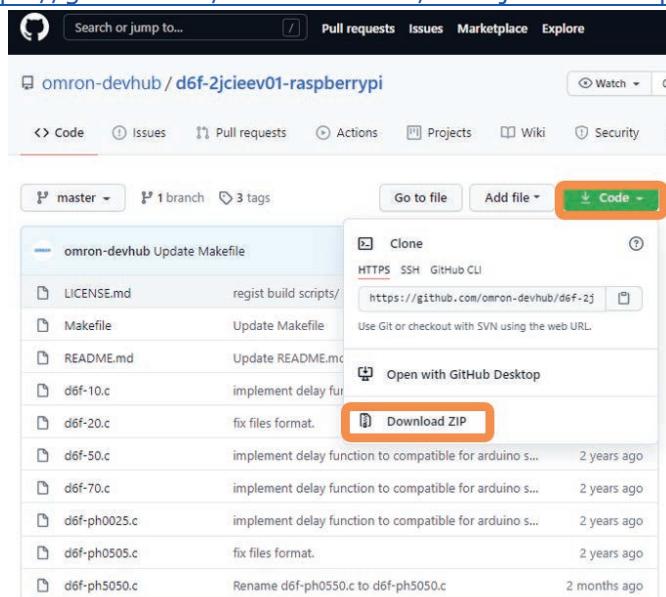 Search or jump to... / Pull requests Issues Marketplace Explore
omron-devhub / d6f-2jcieev01-raspberrypi Watch
<> Code Issues Pull requests Actions Projects Wiki Security
master 1 branch 3 tags Go to file Add file Code
omron-devhub Update Makefile
Clone
HTTPS SSH GitHub CLI
https://github.com/omron-devhub/d6f-2j
Use Git or checkout with SVN using the web URL.
Open with GitHub Desktop
Download ZIP
LICENSE.md regist build scripts/
Makefile Update Makefile
README.md Update README.md
d6f-10.c implement delay fun
d6f-20.c fix files format.
d6f-50.c implement delay function to compatible for arduino s... 2 years ago
d6f-70.c implement delay function to compatible for arduino s... 2 years ago
d6f-ph0025.c implement delay function to compatible for arduino s... 2 years ago
d6f-ph0505.c fix files format. 2 years ago
d6f-ph5050.c Rename d6f-ph0550.c to d6f-ph5050.c 2 months ago